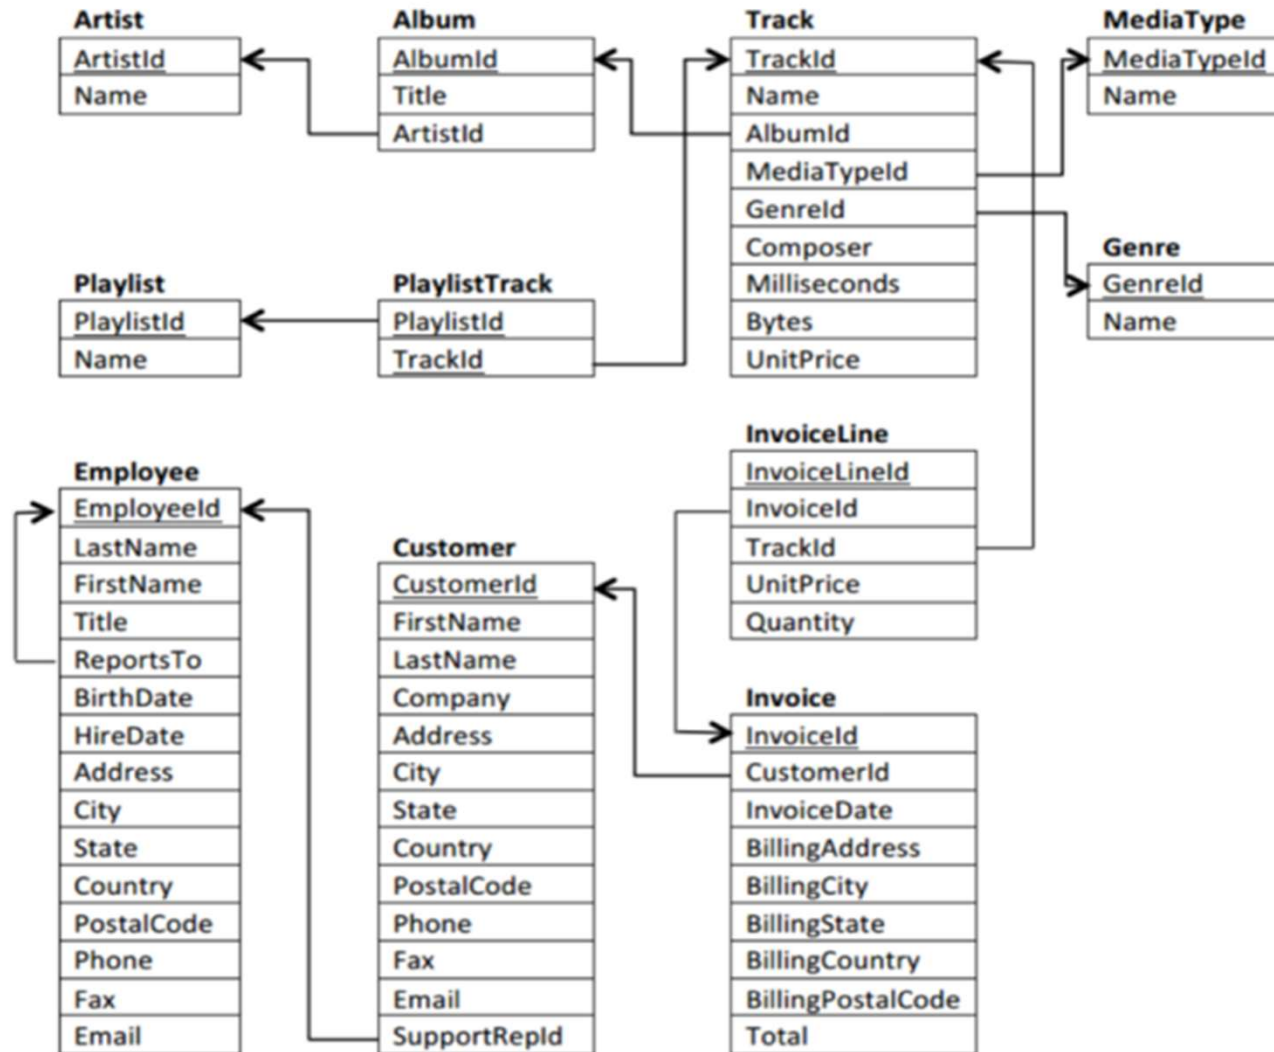 Artist
ArtistId
Name
Album
AlbumId
Title
ArtistId
Track
TrackId
Name
AlbumId
MediaTypeId
GenreId
Composer
Milliseconds
Bytes
UnitPrice
MediaType
MediaTypeId
Name
Genre
GenreId
Name
Playlist
PlaylistId
Name
PlaylistTrack
PlaylistId
TrackId
InvoiceLine
InvoiceLineId
InvoiceId
TrackId
UnitPrice
Quantity
Employee
EmployeeId
LastName
FirstName
Title
ReportsTo
BirthDate
HireDate
Address
City
State
Country
PostalCode
Phone
Fax
Email
Customer
CustomerId
FirstName
LastName
Company
Address
City
State
Country
PostalCode
Phone
Fax
Email
SupportRepId
Invoice
InvoiceId
CustomerId
InvoiceDate
BillingAddress
BillingCity
BillingState
BillingCountry
BillingPostalCode
Total